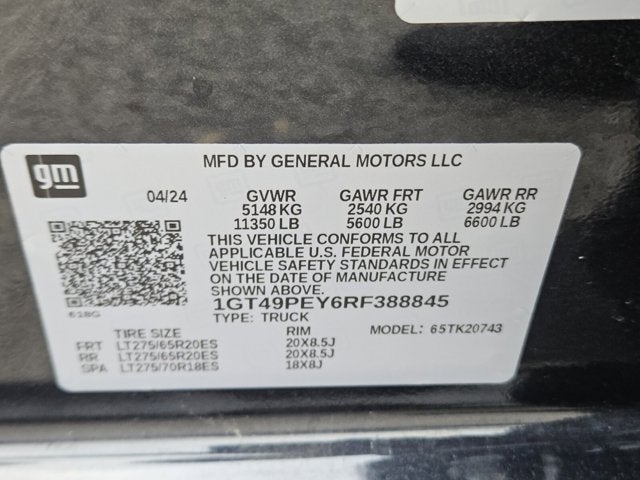 gm
MFD BY GENERAL MOTORS LLC
04/24 GVWR GAWR FRT GAWR RR
5148 KG 2540 KG 2994 KG
11350 LB 5600 LB 6600 LB
THIS VEHICLE CONFORMS TO ALL
APPLICABLE U.S. FEDERAL MOTOR
VEHICLE SAFETY STANDARDS IN EFFECT
ON THE DATE OF MANUFACTURE
SHOWN ABOVE.
1GT49PEY6RF388845
TYPE: TRUCK MODEL: 65TK20743
TIRE SIZE RIM
FRT LT275/65R20ES 20X8.5J
RR LT275/65R20ES 20X8.5J
SPA LT275/70R18ES 18X8J